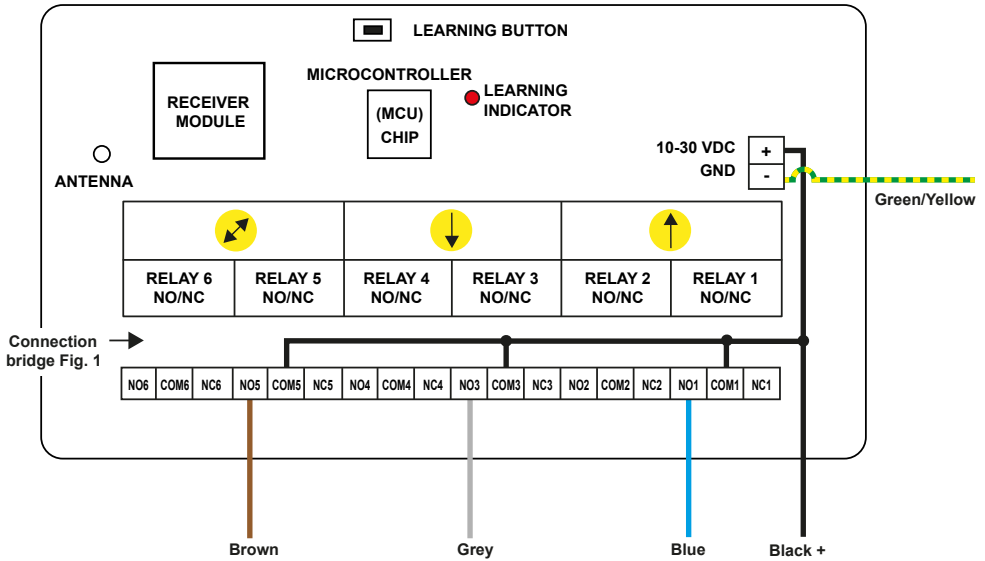 LEARNING BUTTON
MICROCONTROLLER
LEARNING
INDICATOR
RECEIVER
MODULE
(MCU)
CHIP
10-30 VDC
+
GND
-
ANTENNA
Green/Yellow
RELAY 6
NO/NC
RELAY 5
NO/NC
RELAY 4
NO/NC
RELAY 3
NO/NC
RELAY 2
NO/NC
RELAY 1
NO/NC
Connection
bridge Fig. 1
NO6 COM6 NC6 NO5 COM5 NC5 NO4 COM4 NC4 NO3 COM3 NC3 NO2 COM2 NC2 NO1 COM1 NC1
Brown
Grey
Blue
Black +